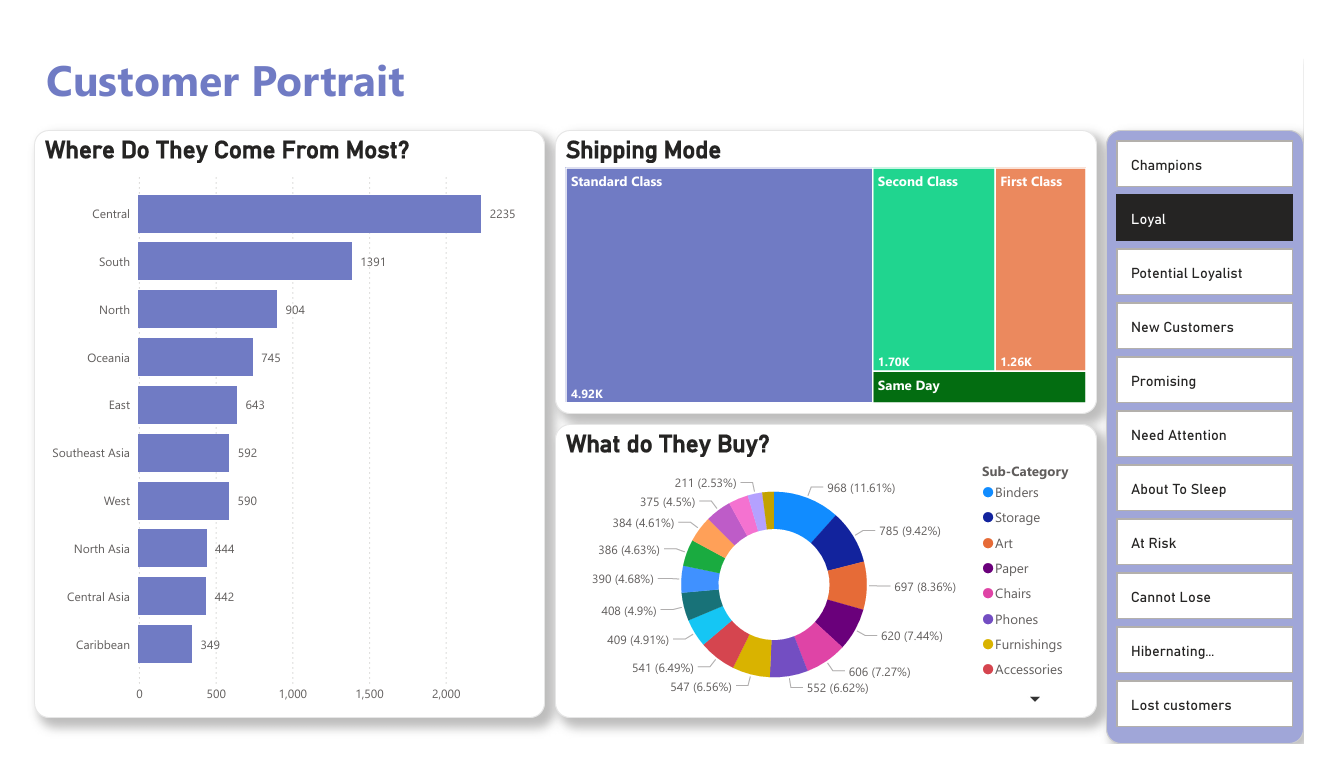 Customer Portrait
Where Do They Come From Most?
Central 2235
South 1391
North 904
Oceania 745
East 643
Southeast Asia 592
West 590
North Asia 444
Central Asia 442
Caribbean 349
0 500 1,000 1,500 2,000
Shipping Mode
Standard Class
4.92K
Second Class
1.70K
First Class
1.26K
Same Day
What do They Buy?
968 (11.61%)
785 (9.42%)
697 (8.36%)
620 (7.44%)
606 (7.27%)
552 (6.62%)
547 (6.56%)
541 (6.49%)
409 (4.91%)
408 (4.9%)
390 (4.68%)
386 (4.63%)
384 (4.61%)
375 (4.5%)
211 (2.53%)
Sub-Category
Binders
Storage
Art
Paper
Chairs
Phones
Furnishings
Accessories
Champions
Loyal
Potential Loyalist
New Customers
Promising
Need Attention
About To Sleep
At Risk
Cannot Lose
Hibernating...
Lost customers